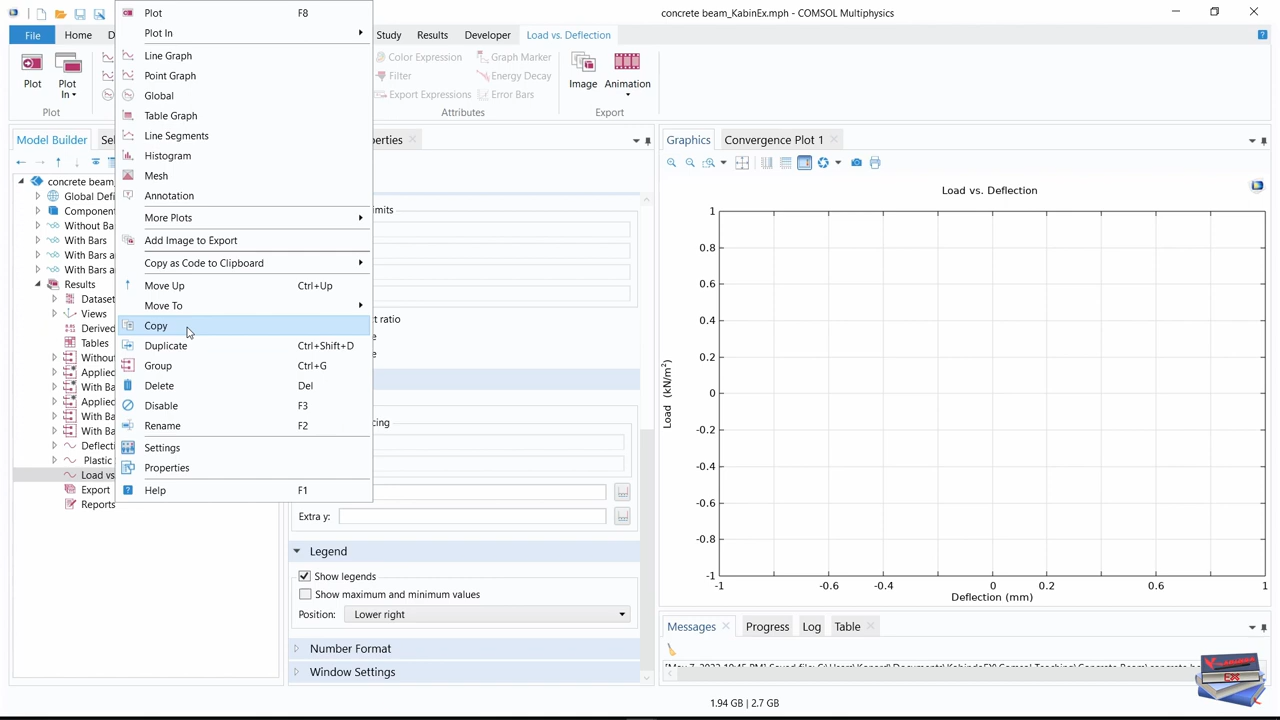 concrete beam_KabinEx.mph - COMSOL Multiphysics
File
Home
D
Study
Results
Developer
Load vs. Deflection
Plot
Plot
In
Plot
Color Expression
Filter
Export Expressions
Graph Marker
Energy Decay
Error Bars
Attributes
Image
Animation
Export
Plot F8
Plot In
Line Graph
Point Graph
Global
Table Graph
Line Segments
Histogram
Mesh
Annotation
More Plots
Add Image to Export
Copy as Code to Clipboard
Move Up Ctrl+Up
Move To
Copy
Duplicate Ctrl+Shift+D
Group Ctrl+G
Delete Del
Disable F3
Rename F2
Settings
Properties
Help F1
Model Builder
Sel
perties
concrete beam_
Global Defi
Componen
Without Ba
With Bars
With Bars a
With Bars a
Results
Dataset
Views
Derived
Tables
Without
Applied
With Ba
Applied
With Ba
With Ba
Deflecti
Plastic
Load vs
Export
Reports
mits
ct ratio
e
e
cing
Extra y:
Legend
Show legends
Show maximum and minimum values
Position: Lower right
Number Format
Window Settings
Graphics
Convergence Plot 1
Load vs. Deflection
1
0.8
0.6
0.4
0.2
0
-0.2
-0.4
-0.6
-0.8
-1
Load (kN/m²)
-1 -0.6 -0.4 0 0.2 0.6 1
Deflection (mm)
Messages
Progress
Log
Table
1.94 GB | 2.7 GB